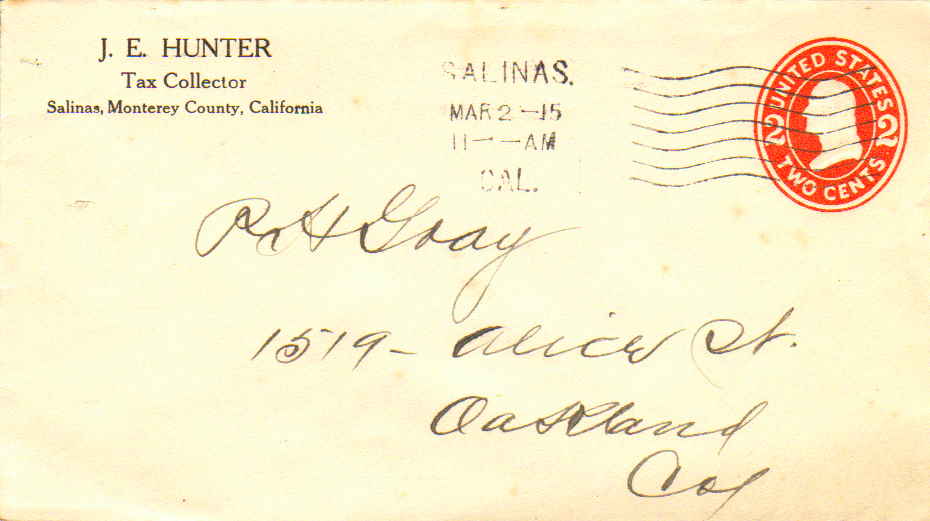 J. E. HUNTER
Tax Collector
Salinas, Monterey County, California
SALINAS.
MAR 2 - 15
11 - - AM
CAL.
UNITED STATES
2 2
TWO CENTS
R H Gray
1519 - Alice St.
Oakland
Cal